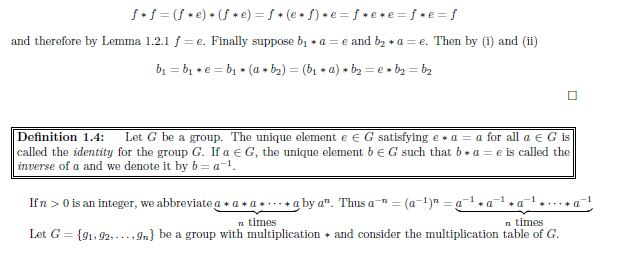 f ∗ f = (f ∗ e) ∗ (f ∗ e) = f ∗ (e ∗ f) ∗ e = f ∗ e ∗ e = f ∗ e = f
and therefore by Lemma 1.2.1 f = e. Finally suppose b₁ ∗ a = e and b₂ ∗ a = e. Then by (i) and (ii)
b₁ = b₁ ∗ e = b₁ ∗ (a ∗ b₂) = (b₁ ∗ a) ∗ b₂ = e ∗ b₂ = b₂
□
Definition 1.4: Let G be a group. The unique element e ∈ G satisfying e ∗ a = a for all a ∈ G is
called the identity for the group G. If a ∈ G, the unique element b ∈ G such that b ∗ a = e is called the
inverse of a and we denote it by b = a⁻¹.
If n > 0 is an integer, we abbreviate a ∗ a ∗ a ∗ ⋯ ∗ a by aⁿ. Thus a⁻ⁿ = (a⁻¹)ⁿ = a⁻¹ ∗ a⁻¹ ∗ a⁻¹ ∗ ⋯ ∗ a⁻¹
n times n times
Let G = {g₁, g₂, . . . , gₙ} be a group with multiplication ∗ and consider the multiplication table of G.